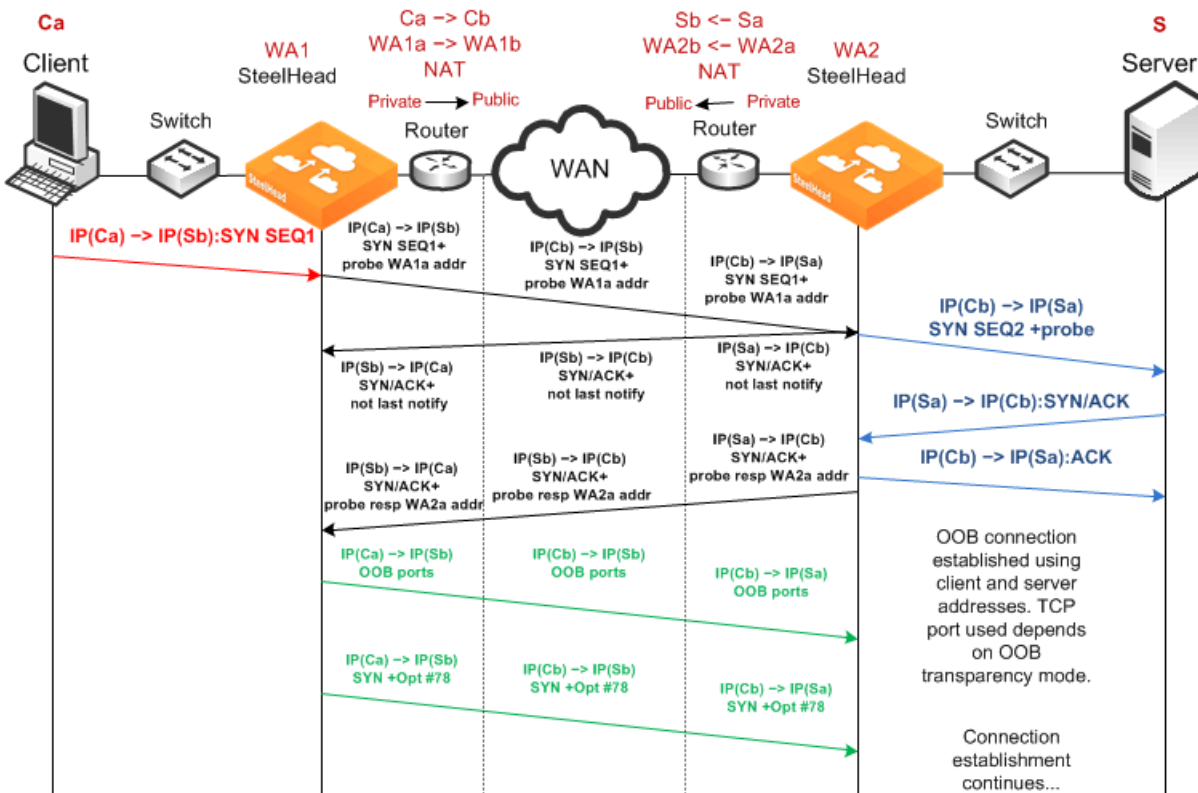 Ca
Client
Switch
WA1
SteelHead
SteelHead
Ca −> Cb
WA1a −> WA1b
NAT
Private
Public
Router
WAN
Sb <− Sa
WA2b <− WA2a
NAT
Public
Private
Router
WA2
SteelHead
SteelHead
Switch
S
Server
IP(Ca) −> IP(Sb):SYN SEQ1
IP(Ca) −> IP(Sb)
SYN SEQ1+
probe WA1a addr
IP(Cb) −> IP(Sb)
SYN SEQ1+
probe WA1a addr
IP(Cb) −> IP(Sa)
SYN SEQ1+
probe WA1a addr
IP(Cb) −> IP(Sa)
SYN SEQ2 +probe
IP(Sb) −> IP(Ca)
SYN/ACK+
not last notify
IP(Sb) −> IP(Cb)
SYN/ACK+
not last notify
IP(Sa) −> IP(Cb)
SYN/ACK+
not last notify
IP(Sa) −> IP(Cb):SYN/ACK
IP(Cb) −> IP(Sa):ACK
IP(Sb) −> IP(Ca)
SYN/ACK+
probe resp WA2a addr
IP(Sb) −> IP(Cb)
SYN/ACK+
probe resp WA2a addr
IP(Sa) −> IP(Cb)
SYN/ACK+
probe resp WA2a addr
IP(Ca) −> IP(Sb)
OOB ports
IP(Cb) −> IP(Sb)
OOB ports
IP(Cb) −> IP(Sa)
OOB ports
OOB connection
established using
client and server
addresses. TCP
port used depends
on OOB
transparency mode.
IP(Ca) −> IP(Sb)
SYN +Opt #78
IP(Cb) −> IP(Sb)
SYN +Opt #78
IP(Cb) −> IP(Sa)
SYN +Opt #78
Connection
establishment
continues...